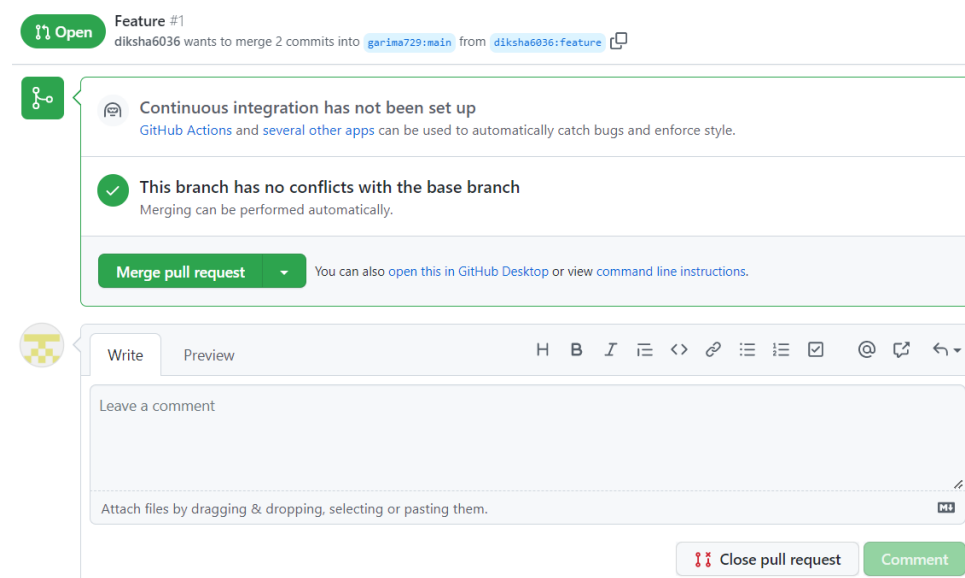 Open
Feature #1
diksha6036 wants to merge 2 commits into garima729:main from diksha6036:feature
Continuous integration has not been set up
GitHub Actions and several other apps can be used to automatically catch bugs and enforce style.
This branch has no conflicts with the base branch
Merging can be performed automatically.
Merge pull request
You can also open this in GitHub Desktop or view command line instructions.
Write Preview
Leave a comment
Attach files by dragging & dropping, selecting or pasting them.
Close pull request Comment